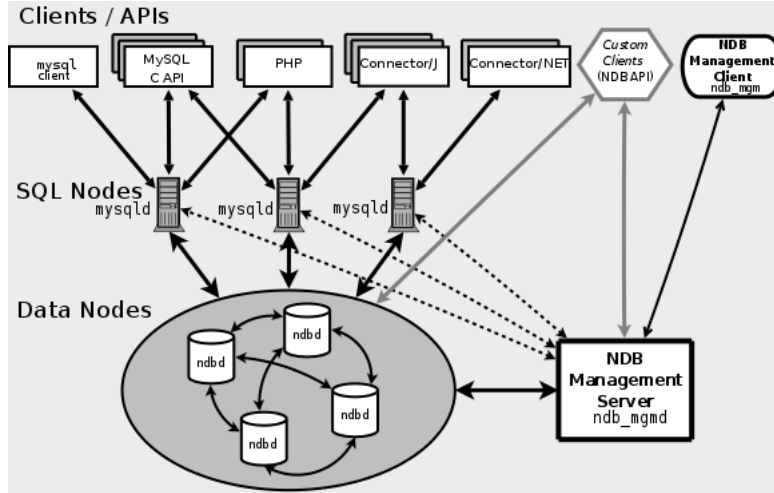 Clients / APIs
mysql
client
MySQL
C API
PHP
Connector/J
Connector/NET
Custom
Clients
(NDBAPI)
NDB
Management
Client
ndb_mgm
SQL Nodes
mysqld
mysqld
mysqld
Data Nodes
ndbd
ndbd
ndbd
ndbd
NDB
Management
Server
ndb_mgmd